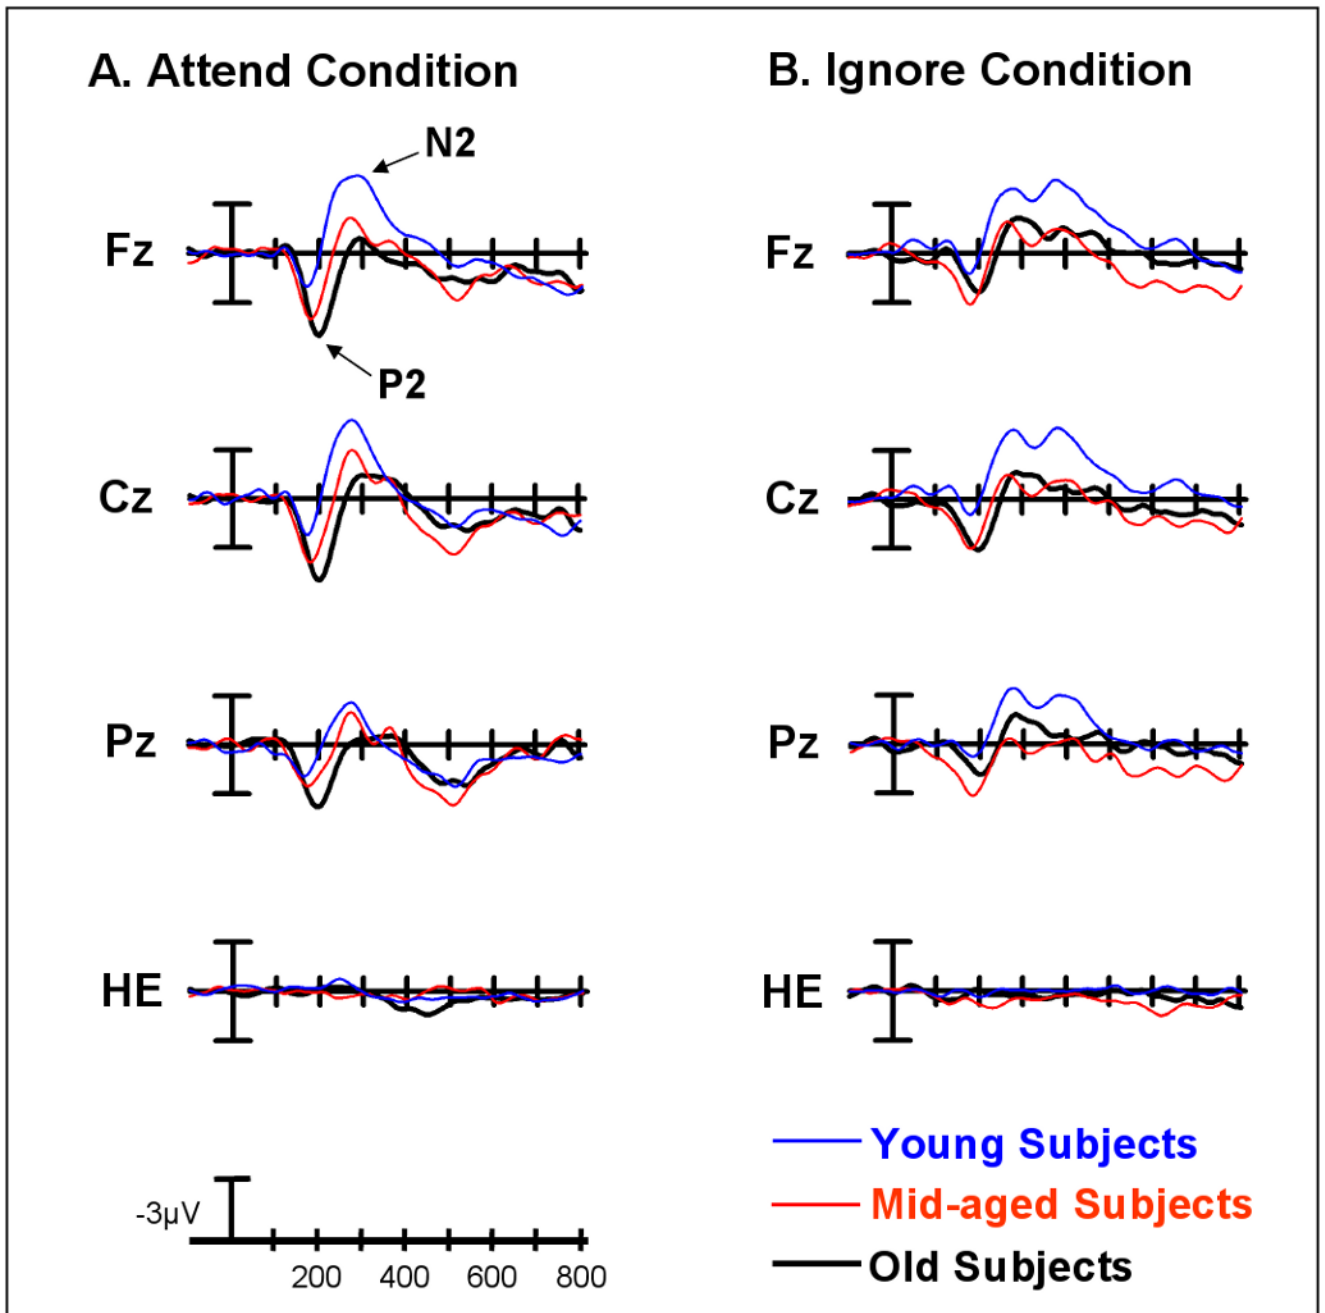 A. Attend Condition
B. Ignore Condition
N2
Fz
Fz
P2
Cz
Cz
Pz
Pz
HE
HE
Young Subjects
-3µV
Mid-aged Subjects
Old Subjects
200 400 600 800